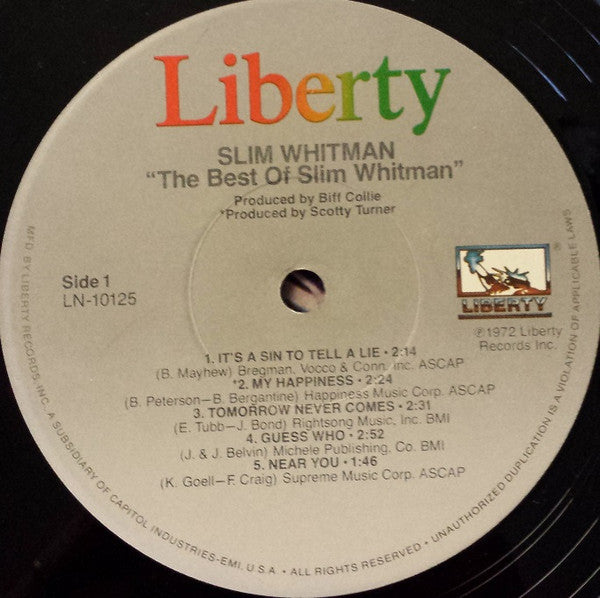 Liberty
SLIM WHITMAN
“The Best Of Slim Whitman”
Produced by Biff Collie
*Produced by Scotty Turner
Side 1
LN-10125
®
LIBERTY
℗1972 Liberty
Records Inc.
1. IT'S A SIN TO TELL A LIE • 2:14
(B. Mayhew) Bregman, Vocco & Conn, Inc. ASCAP
*2. MY HAPPINESS • 2:24
(B. Peterson–B. Bergantine) Happiness Music Corp. ASCAP
3. TOMORROW NEVER COMES • 2:31
(E. Tubb–J. Bond) Rightsong Music, Inc. BMI
4. GUESS WHO • 2:52
(J. & J. Belvin) Michele Publishing, Co. BMI
5. NEAR YOU • 1:46
(K. Goell–F. Craig) Supreme Music Corp. ASCAP
MFD. BY LIBERTY RECORDS, INC. A SUBSIDIARY OF CAPITOL INDUSTRIES-EMI, U.S.A. • ALL RIGHTS RESERVED • UNAUTHORIZED DUPLICATION IS A VIOLATION OF APPLICABLE LAWS